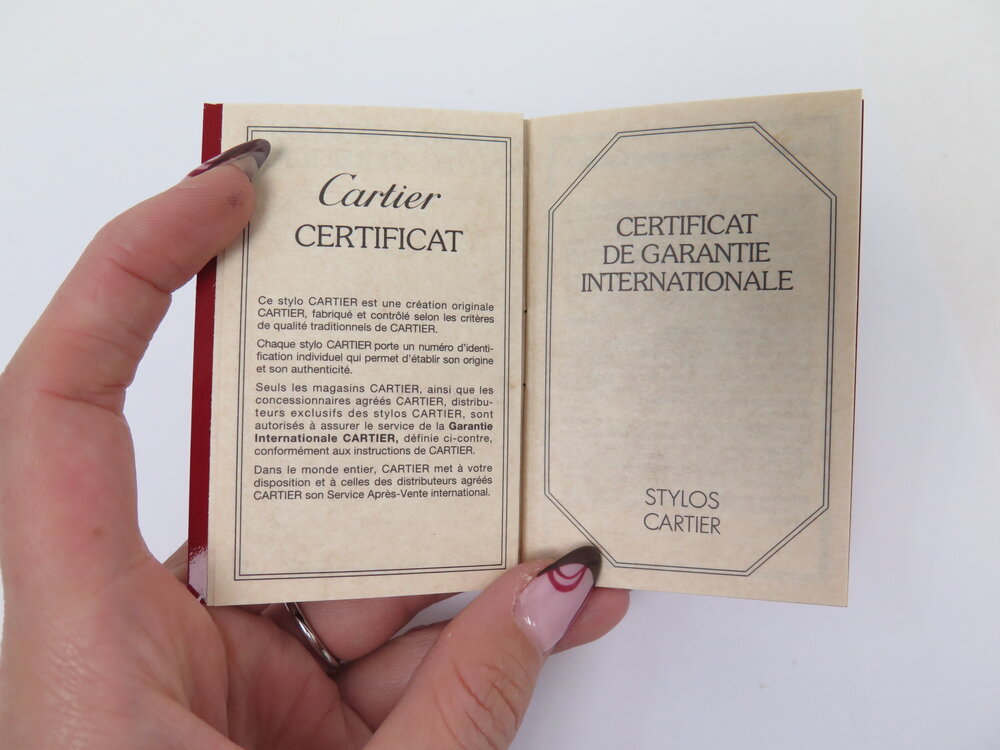 Cartier
CERTIFICAT
Ce stylo CARTIER est une création originale
CARTIER, fabriqué et contrôlé selon les critères
de qualité traditionnels de CARTIER.
Chaque stylo CARTIER porte un numéro d'identi-
fication individuel qui permet d'établir son origine
et son authenticité.
Seuls les magasins CARTIER, ainsi que les
concessionnaires agréés CARTIER, distribu-
teurs exclusifs des stylos CARTIER, sont
autorisés à assurer le service de la Garantie
Internationale CARTIER, définie ci-contre,
conformément aux instructions de CARTIER.
Dans le monde entier, CARTIER met à votre
disposition et à celles des distributeurs agréés
CARTIER son Service Après-Vente international.
CERTIFICAT
DE GARANTIE
INTERNATIONALE
STYLOS
CARTIER